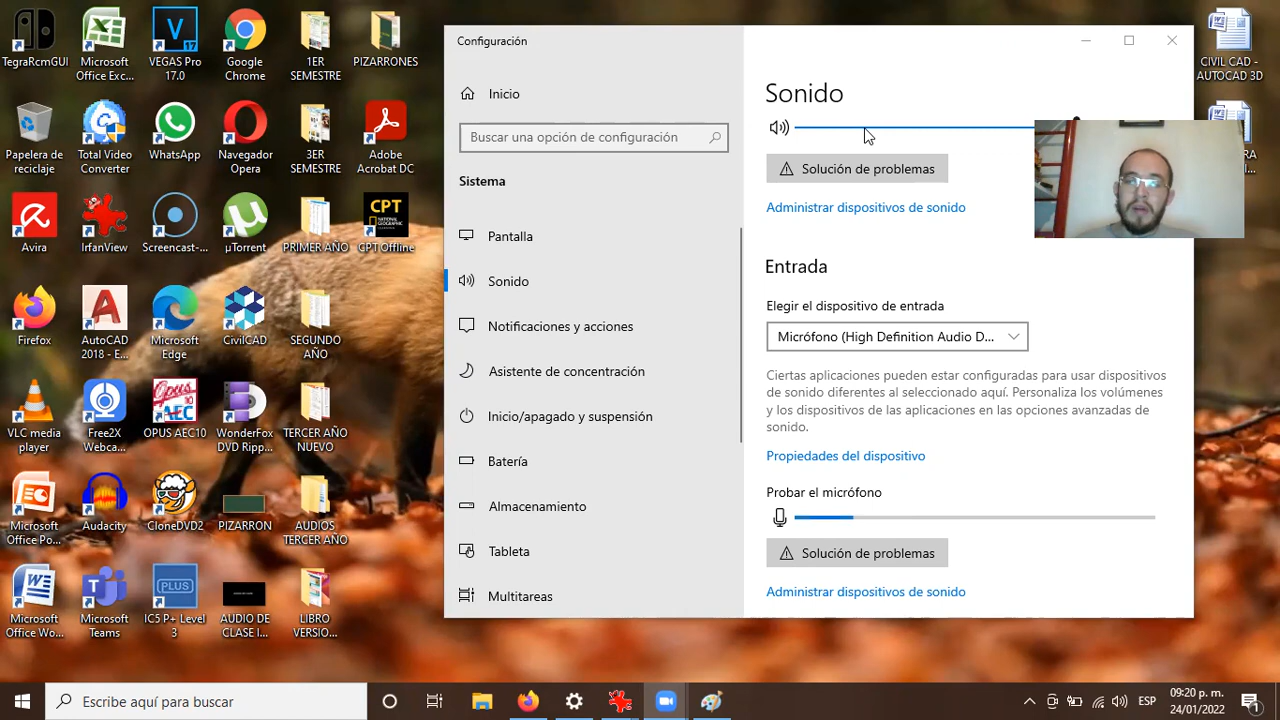 TegraRcmGUI
Microsoft
Office Exc...
VEGAS Pro
17.0
Google
Chrome
1ER
SEMESTRE
PIZARRONES
Papelera de
reciclaje
Total Video
Converter
WhatsApp
Navegador
Opera
3ER
SEMESTRE
Adobe
Acrobat DC
Avira
IrfanView
Screencast-...
µTorrent
PRIMER AÑO
CPT
NATIONAL
GEOGRAPHIC
CPT Offline
Firefox
AutoCAD
2018 - E...
Microsoft
Edge
CivilCAD
SEGUNDO
AÑO
VLC media
player
Free2X
Webca...
OPUS AEC10
WonderFox
DVD Ripp...
TERCER AÑO
NUEVO
Microsoft
Office Po...
Audacity
CloneDVD2
PIZARRON
AUDIOS
TERCER AÑO
Microsoft
Office Wo...
Microsoft
Teams
PLUS
IC5 P+ Level
3
AUDIO DE
CLASE I...
LIBRO
VERSIO...
Configuración
Inicio
Buscar una opción de configuración
Sistema
Pantalla
Sonido
Notificaciones y acciones
Asistente de concentración
Inicio/apagado y suspensión
Batería
Almacenamiento
Tableta
Multitareas
Sonido
Solución de problemas
Administrar dispositivos de sonido
Entrada
Elegir el dispositivo de entrada
Micrófono (High Definition Audio D...
Ciertas aplicaciones pueden estar configuradas para usar dispositivos
de sonido diferentes al seleccionado aquí. Personaliza los volúmenes
y los dispositivos de las aplicaciones en las opciones avanzadas de
sonido.
Propiedades del dispositivo
Probar el micrófono
Solución de problemas
Administrar dispositivos de sonido
CIVIL CAD -
AUTOCAD 3D
Escribe aquí para buscar
ESP
09:20 p. m.
24/01/2022
1